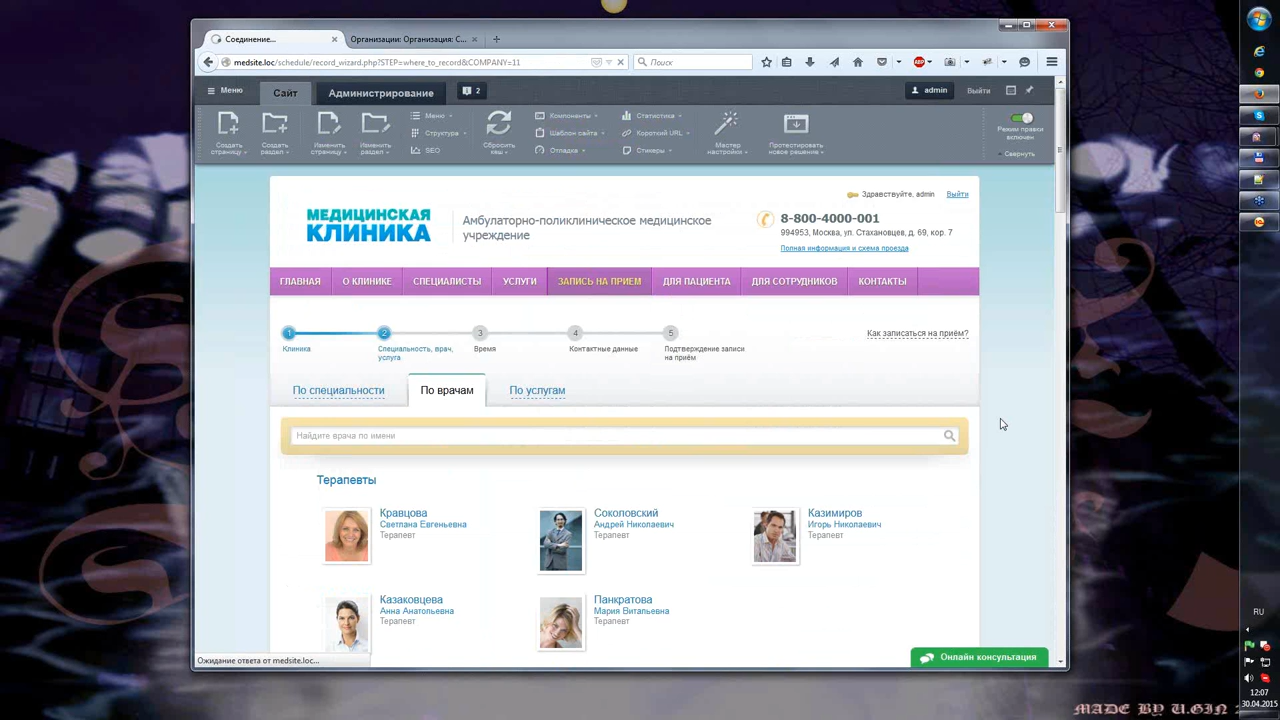 Соединение...
Организации: Организация: С...
medsite.loc/schedule/record_wizard.php?STEP=where_to_record&COMPANY=11
Поиск
ABP
Меню
Сайт
Администрирование
2
admin
Выйти
Создать страницу
Создать раздел
Изменить страницу
Изменить раздел
Меню
Структура
SEO
Сбросить кеш
Компоненты
Шаблон сайта
Отладка
Статистика
Короткий URL
Стикеры
Мастер настройки
Протестировать новое решение
Режим правки включен
Свернуть
Здравствуйте, admin
Выйти
МЕДИЦИНСКАЯ
КЛИНИКА
Амбулаторно-поликлиническое медицинское
учреждение
8-800-4000-001
994953, Москва, ул. Стахановцев, д. 69, кор. 7
Полная информация и схема проезда
ГЛАВНАЯ
О КЛИНИКЕ
СПЕЦИАЛИСТЫ
УСЛУГИ
ЗАПИСЬ НА ПРИЕМ
ДЛЯ ПАЦИЕНТА
ДЛЯ СОТРУДНИКОВ
КОНТАКТЫ
1
2
3
4
5
Клиника
Специальность, врач,
услуга
Время
Контактные данные
Подтверждение записи
на приём
Как записаться на приём?
По специальности
По врачам
По услугам
Найдите врача по имени
Терапевты
Кравцова
Светлана Евгеньевна
Терапевт
Соколовский
Андрей Николаевич
Терапевт
Казимиров
Игорь Николаевич
Терапевт
Казаковцева
Анна Анатольевна
Терапевт
Панкратова
Мария Витальевна
Терапевт
Ожидание ответа от medsite.loc...
Онлайн консультация
RU
12:07
30.04.2015
MADE BY U.GIN